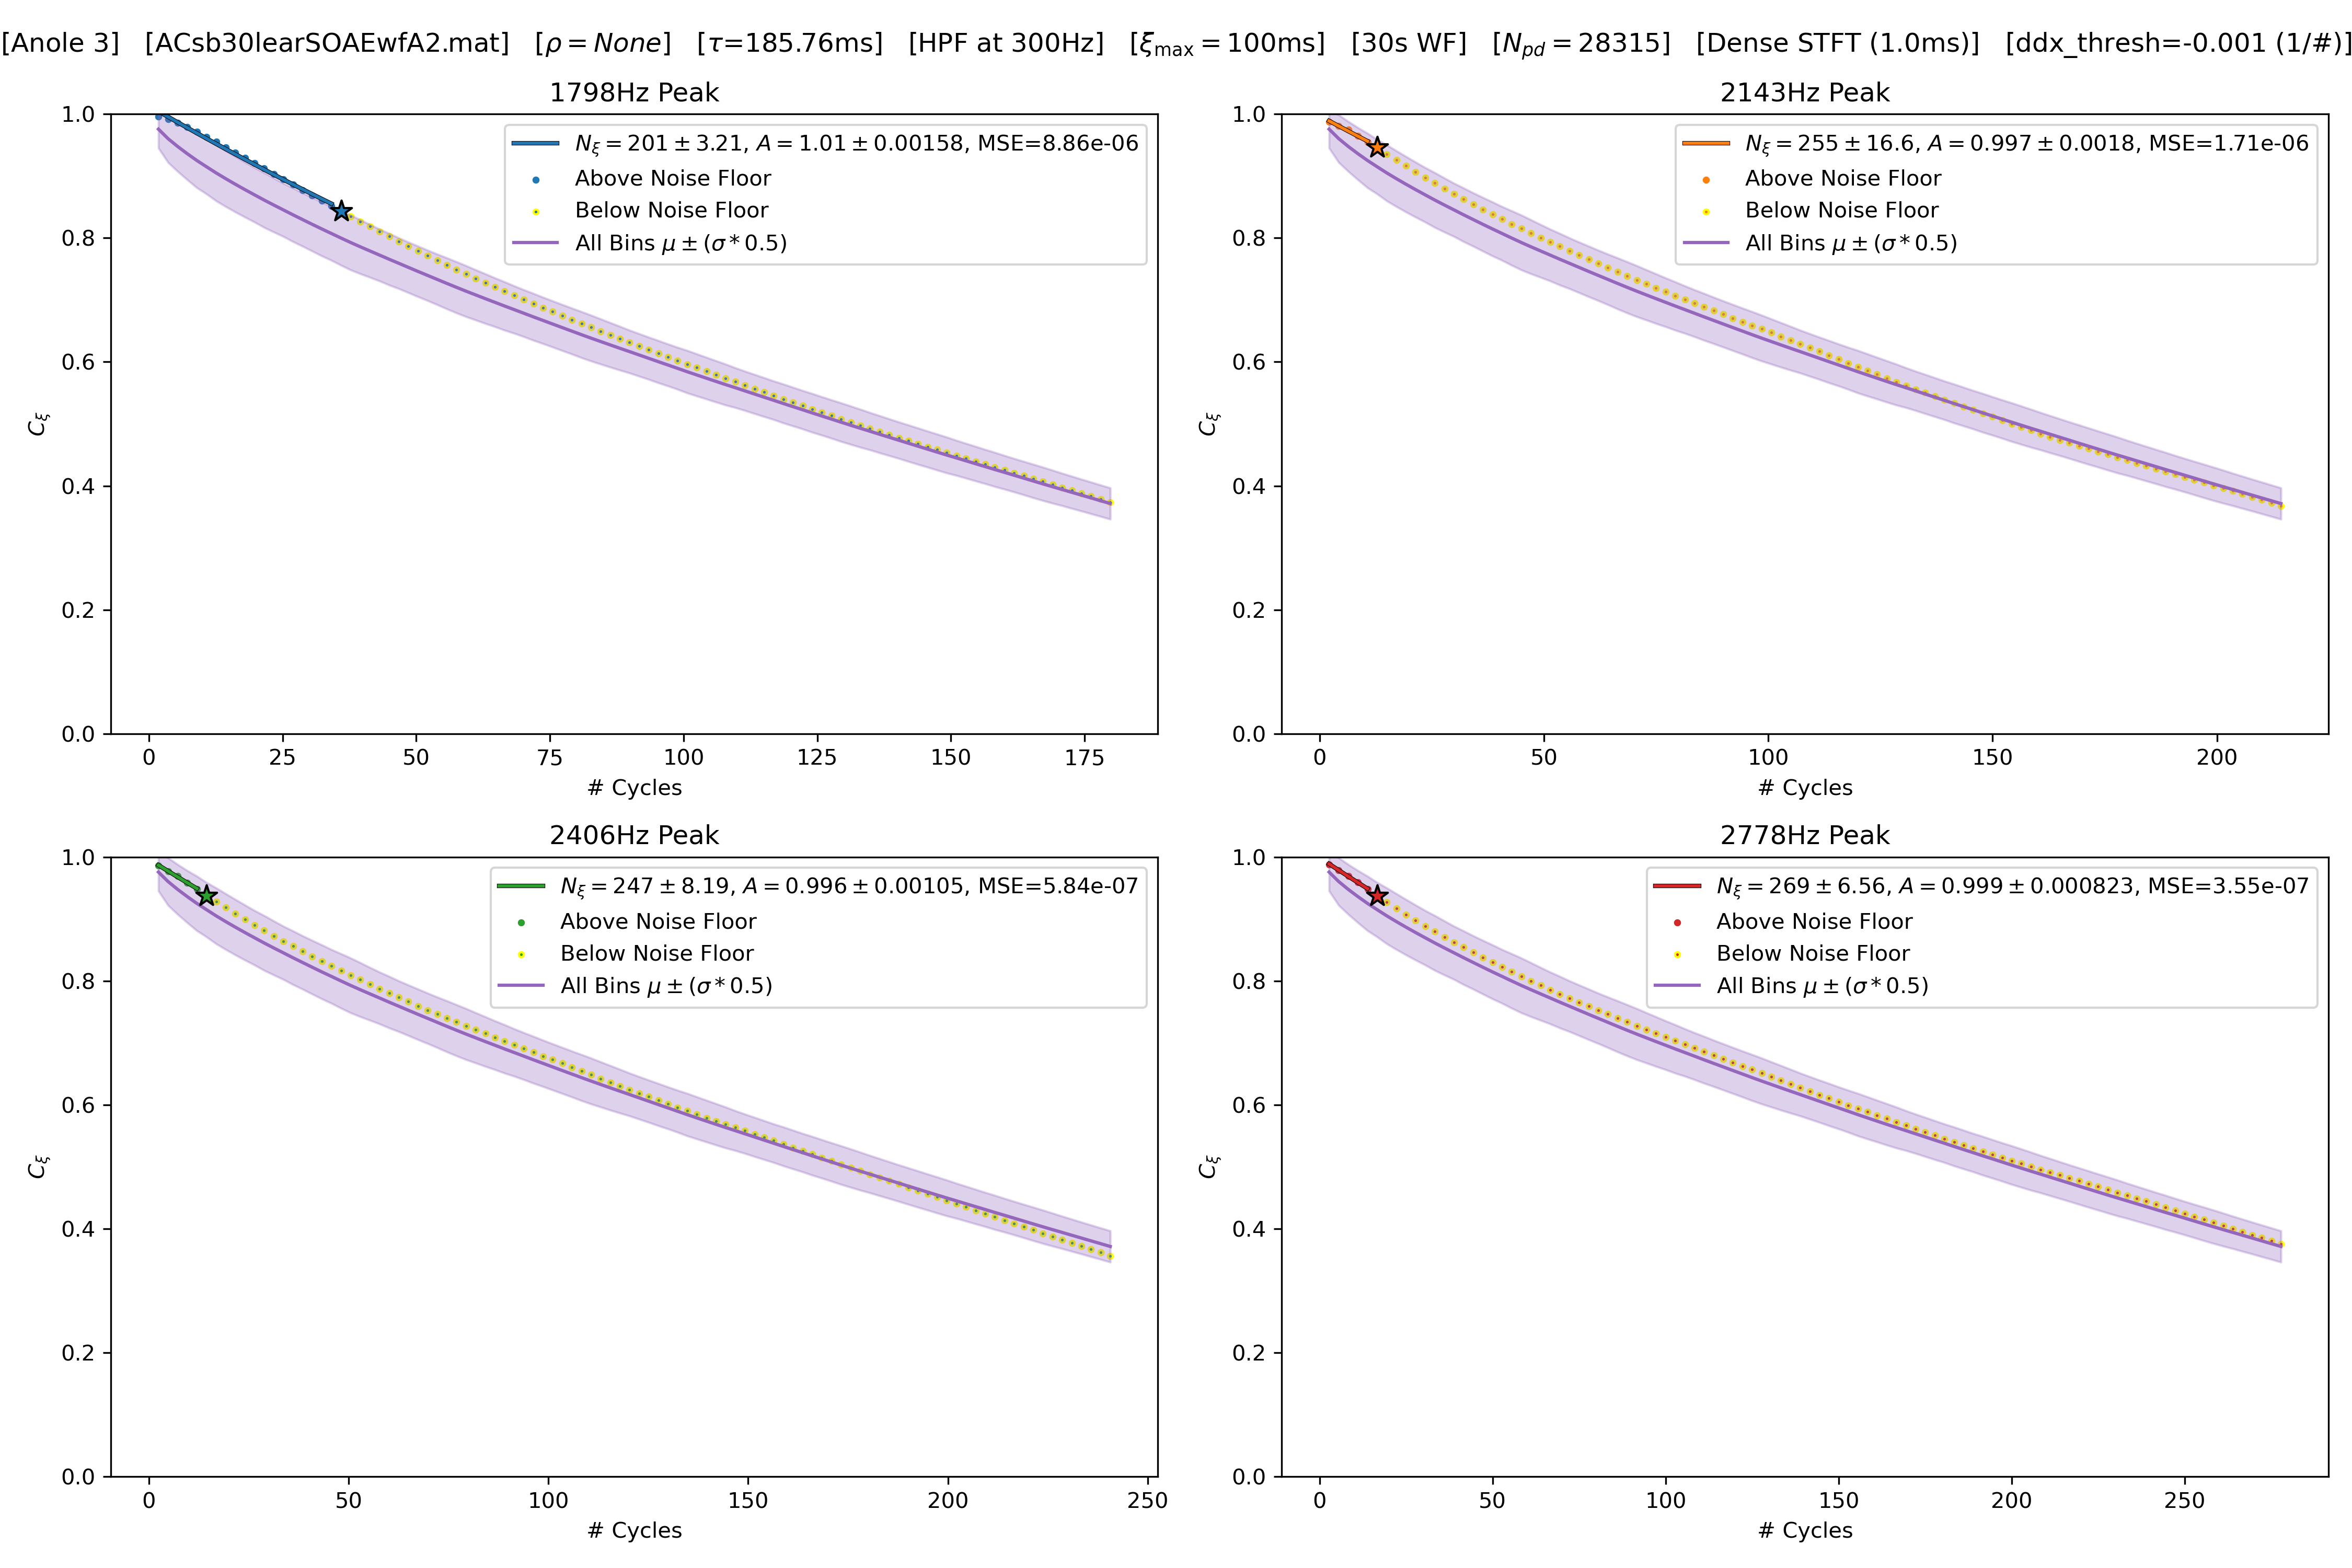 [Anole 3] [ACsb30learSOAEwfA2.mat] [ρ = None] [τ=185.76ms] [HPF at 300Hz] [ξmax = 100ms] [30s WF] [Npd = 28315] [Dense STFT (1.0ms)] [ddx_thresh=-0.001 (1/#)]
1798Hz Peak
Nξ = 201 ± 3.21, A = 1.01 ± 0.00158, MSE=8.86e-06
Above Noise Floor
Below Noise Floor
All Bins μ ± (σ * 0.5)
1.0
0.8
0.6
0.4
0.2
0.0
Cξ
0 25 50 75 100 125 150 175
# Cycles
2143Hz Peak
Nξ = 255 ± 16.6, A = 0.997 ± 0.0018, MSE=1.71e-06
Above Noise Floor
Below Noise Floor
All Bins μ ± (σ * 0.5)
1.0
0.8
0.6
0.4
0.2
0.0
Cξ
0 50 100 150 200
# Cycles
2406Hz Peak
Nξ = 247 ± 8.19, A = 0.996 ± 0.00105, MSE=5.84e-07
Above Noise Floor
Below Noise Floor
All Bins μ ± (σ * 0.5)
1.0
0.8
0.6
0.4
0.2
0.0
Cξ
0 50 100 150 200 250
# Cycles
2778Hz Peak
Nξ = 269 ± 6.56, A = 0.999 ± 0.000823, MSE=3.55e-07
Above Noise Floor
Below Noise Floor
All Bins μ ± (σ * 0.5)
1.0
0.8
0.6
0.4
0.2
0.0
Cξ
0 50 100 150 200 250
# Cycles